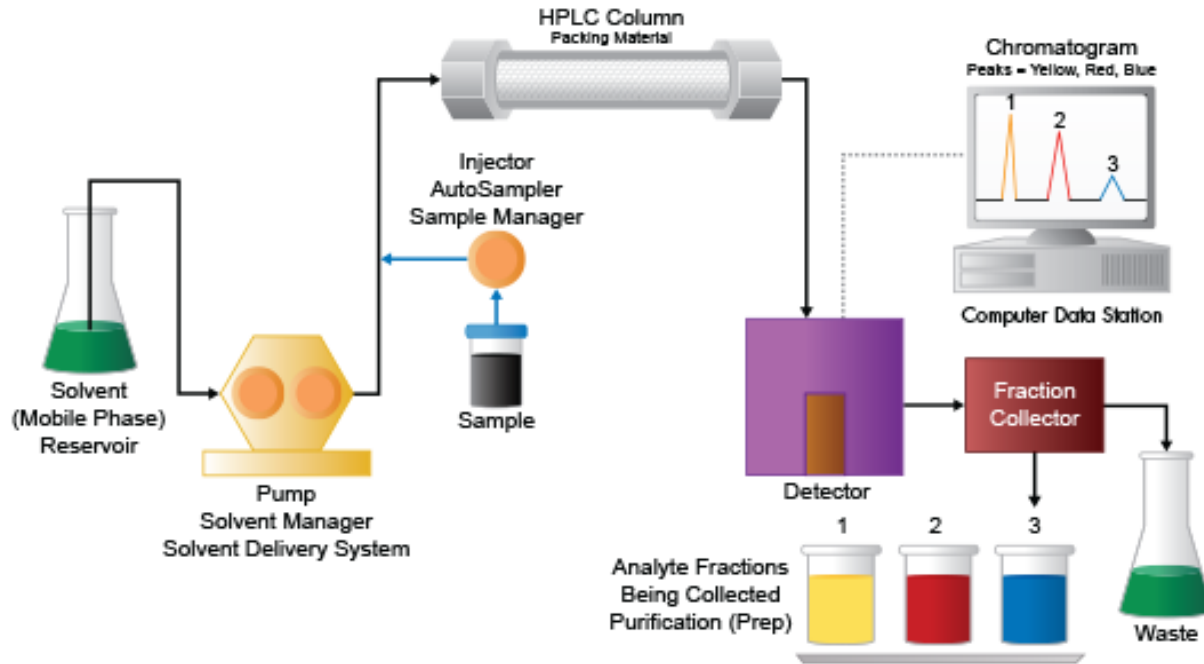 HPLC Column
Packing Material
Chromatogram
Peaks = Yellow, Red, Blue
1
2
3
Injector
AutoSampler
Sample Manager
Computer Data Station
Solvent
(Mobile Phase)
Reservoir
Sample
Fraction
Collector
Pump
Solvent Manager
Solvent Delivery System
Detector
1 2 3
Analyte Fractions
Being Collected
Purification (Prep)
Waste